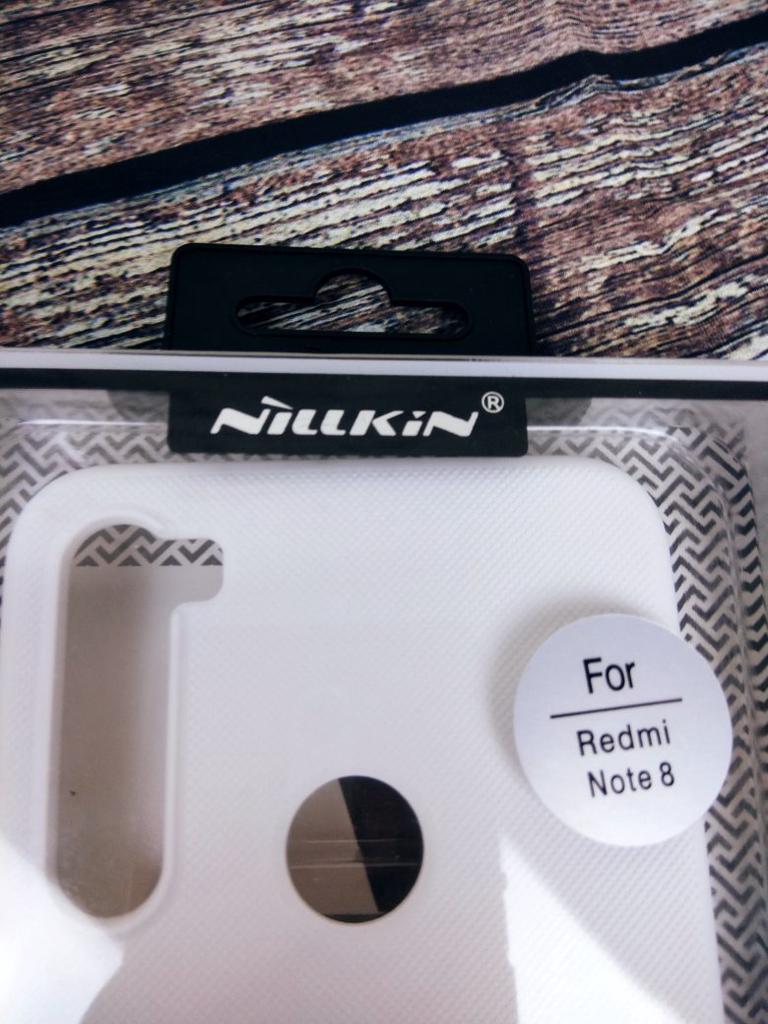 NiLLKiN®
For
Redmi
Note 8